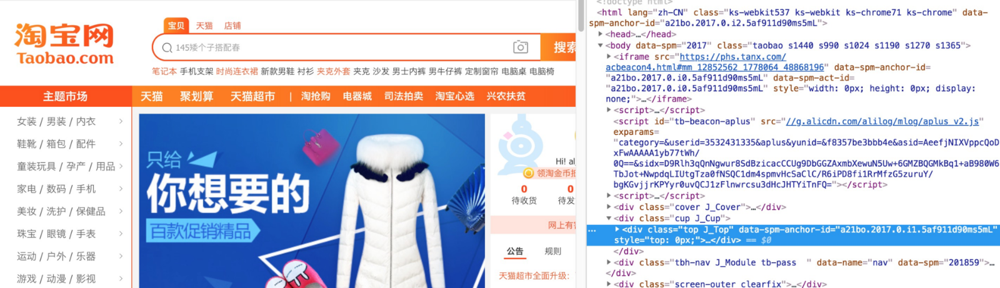 淘宝网
Taobao.com
宝贝 天猫 店铺
145矮个子搭配春
搜索
笔记本 手机支架 时尚连衣裙 新款男鞋 衬衫 夹克外套 夹克 沙发 男士内裤 男牛仔裤 定制窗帘 电脑桌 电脑椅
主题市场
天猫 聚划算 天猫超市 | 淘抢购 电器城 司法拍卖 淘宝心选 兴农扶贫
女装 / 男装 / 内衣
鞋靴 / 箱包 / 配件
童装玩具 / 孕产 / 用品
家电 / 数码 / 手机
美妆 / 洗护 / 保健品
珠宝 / 眼镜 / 手表
运动 / 户外 / 乐器
游戏 / 动漫 / 影视
只给
你想要的
百款促销精品
Hi! al
领淘金币抵
0 0
待收货 待发
网上有害
公告 规则
天猫超市全面升级：
<!doctype html>
<html lang="zh-CN" class="ks-webkit537 ks-webkit ks-chrome71 ks-chrome" data-
spm-anchor-id="a21bo.2017.0.i2.5af911d90ms5mL">
<head>…</head>
<body data-spm="2017" class="taobao s1440 s990 s1024 s1190 s1270 s1365">
<iframe src="https://phs.tanx.com/
acbeacon4.html#mm_12852562_1778064_48868196" data-spm-anchor-id=
"a21bo.2017.0.i0.5af911d90ms5mL" data-spm-act-id=
"a21bo.2017.0.i0.5af911d90ms5mL" style="width: 0px; height: 0px; display:
none;">…</iframe>
<script>…</script>
<script id="tb-beacon-aplus" src="//g.alicdn.com/alilog/mlog/aplus_v2.js"
exparams=
"category=&userid=3532431335&aplus&yunid=&f8357be3bbb4e&asid=AeefjNIXVppcQoD
xFwAAAAA1yb77tWh/
0Q==&sidx=D9Rlh3qQnNgwur8SdBzicacCCUg9DbGGZAxmbXewuN5Uw+6GMZBQGMkBq1+aB980W6
TbJot+NwpdqLIUtgTza0fNSQC1dm4spmvHcSaClC/R6iPD8fi1RrMfzG5zuruY/
bgKGvjjrKPYyr0uvQCJ1zFlnwrcsu3dHcJHTYiTnFQ="></script>
<script>…</script>
<div class="cover J_Cover">…</div>
<div class="cup J_Cup">
<div class="top J_Top" data-spm-anchor-id="a21bo.2017.0.i1.5af911d90ms5mL"
style="top: 0px;">…</div> == $0
</div>
<div class="tbh-nav J_Module tb-pass  " data-name="nav" data-spm="201859">…
</div>
<div class="screen-outer clearfix">…</div>